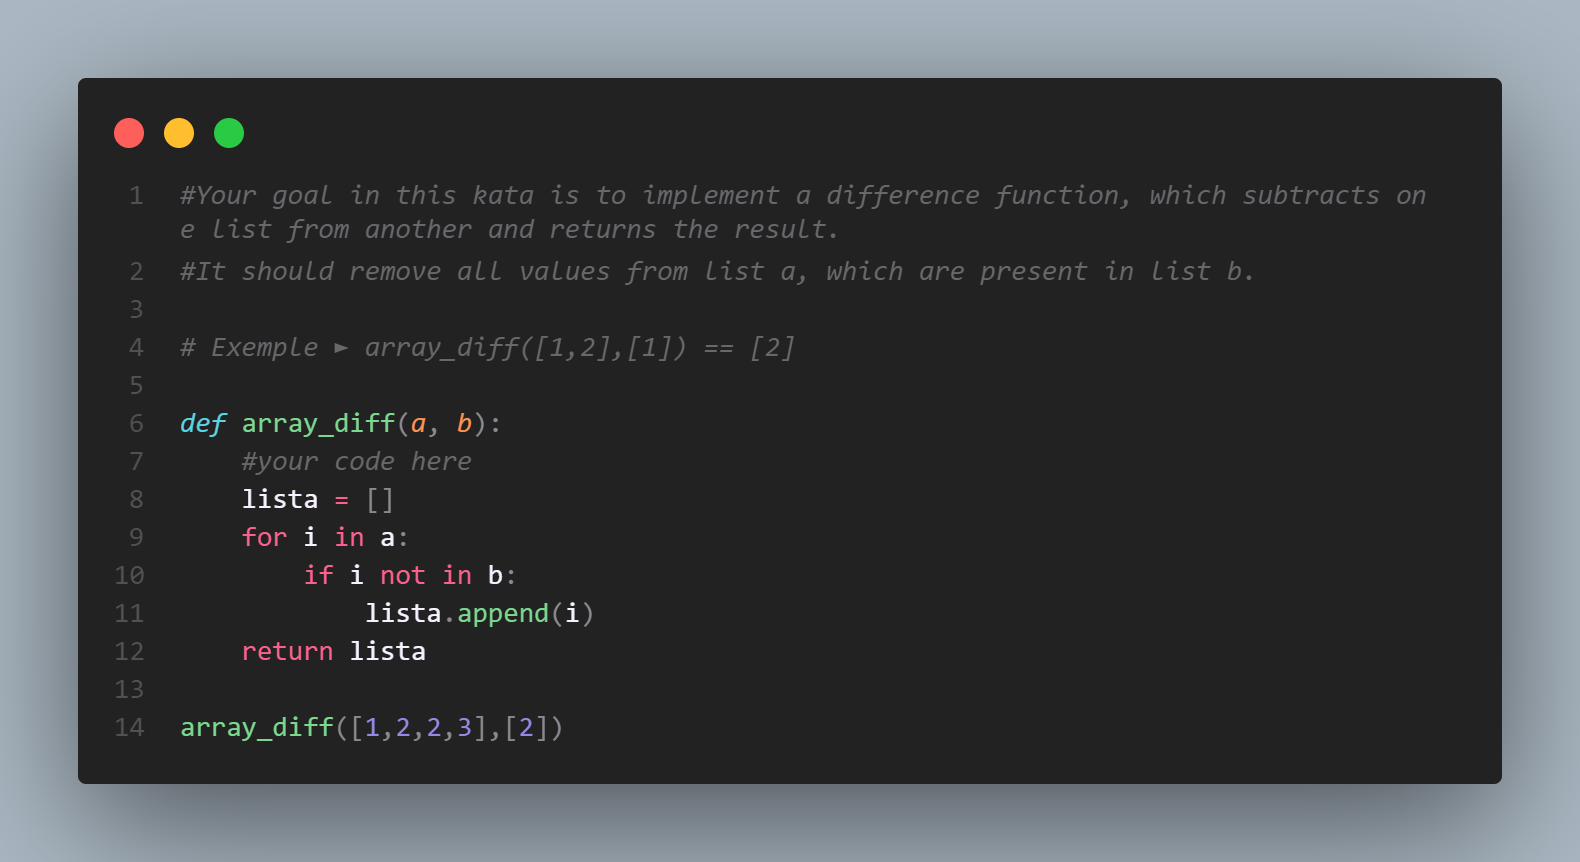 1 #Your goal in this kata is to implement a difference function, which subtracts on
e list from another and returns the result.
2 #It should remove all values from list a, which are present in list b.
3
4 # Exemple ► array_diff([1,2],[1]) == [2]
5
6 def array_diff(a, b):
7     #your code here
8     lista = []
9     for i in a:
10         if i not in b:
11             lista.append(i)
12     return lista
13
14 array_diff([1,2,2,3],[2])